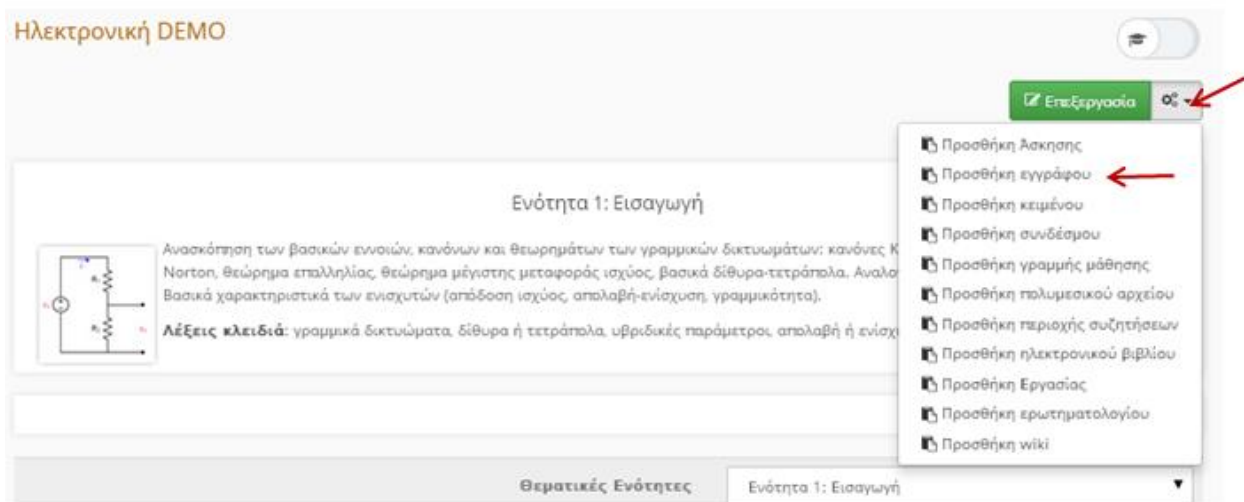 Ηλεκτρονική DEMO
Επεξεργασία
Προσθήκη Άσκησης
Προσθήκη εγγράφου
Προσθήκη κειμένου
Προσθήκη συνδέσμου
Προσθήκη γραμμής μάθησης
Προσθήκη πολυμεσικού αρχείου
Προσθήκη περιοχής συζητήσεων
Προσθήκη ηλεκτρονικού βιβλίου
Προσθήκη Εργασίας
Προσθήκη ερωτηματολογίου
Προσθήκη wiki
Ενότητα 1: Εισαγωγή
Ανασκόπηση των βασικών εννοιών, κανόνων και θεωρημάτων των γραμμικών δικτυωμάτων: κανόνες Κ
Norton, θεώρημα επαλληλίας, θεώρημα μέγιστης μεταφοράς ισχύος, βασικά δίθυρα-τετράπολα. Αναλο
Βασικά χαρακτηριστικά των ενισχυτών (απόδοση ισχύος, απολαβή-ενίσχυση, γραμμικότητα).
Λέξεις κλειδιά: γραμμικά δικτυώματα, δίθυρα ή τετράπολα, υβριδικές παράμετροι, απολαβή ή ενίσχ
Θεματικές Ενότητες
Ενότητα 1: Εισαγωγή